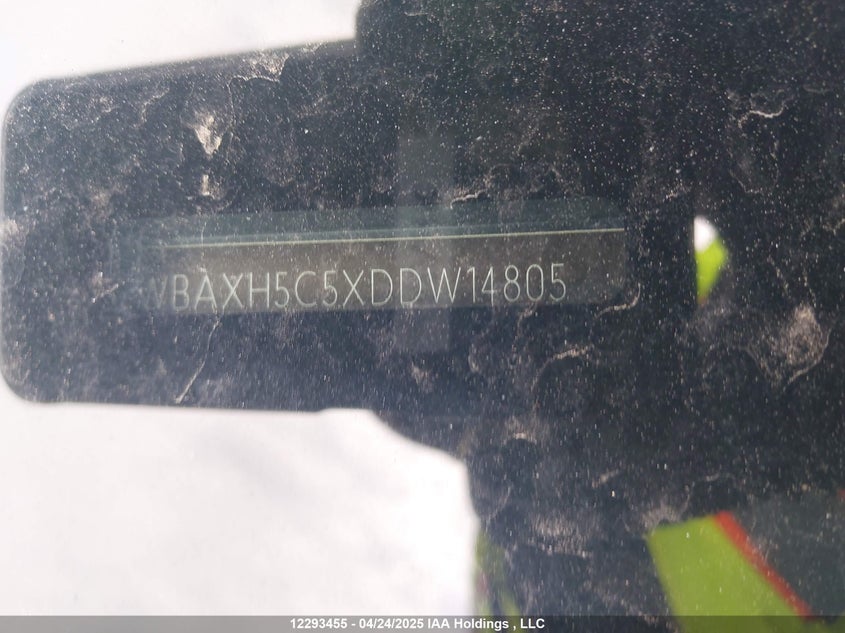 WBAXH5C5XDDW14805
12293455 - 04/24/2025 IAA Holdings , LLC